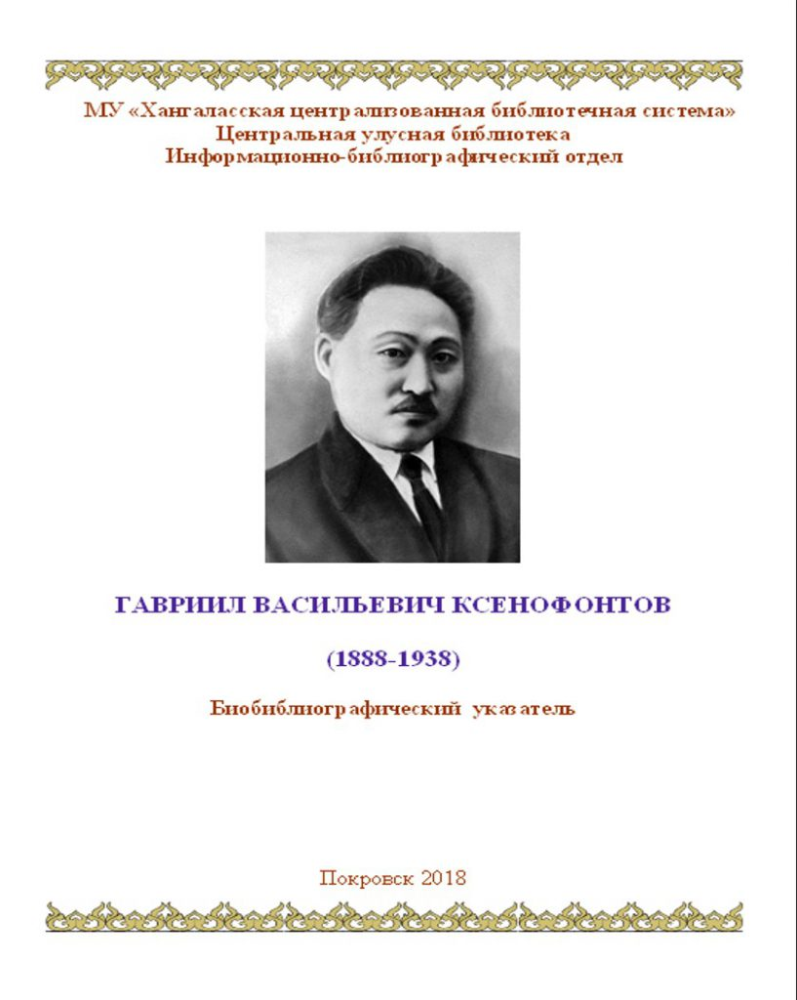 МУ «Хангаласская централизованная библиотечная система»
Центральная улусная библиотека
Информационно-библиографический отдел
ГАВРИИЛ ВАСИЛЬЕВИЧ КСЕНОФОНТОВ
(1888-1938)
Биобиблиографический указатель
Покровск 2018